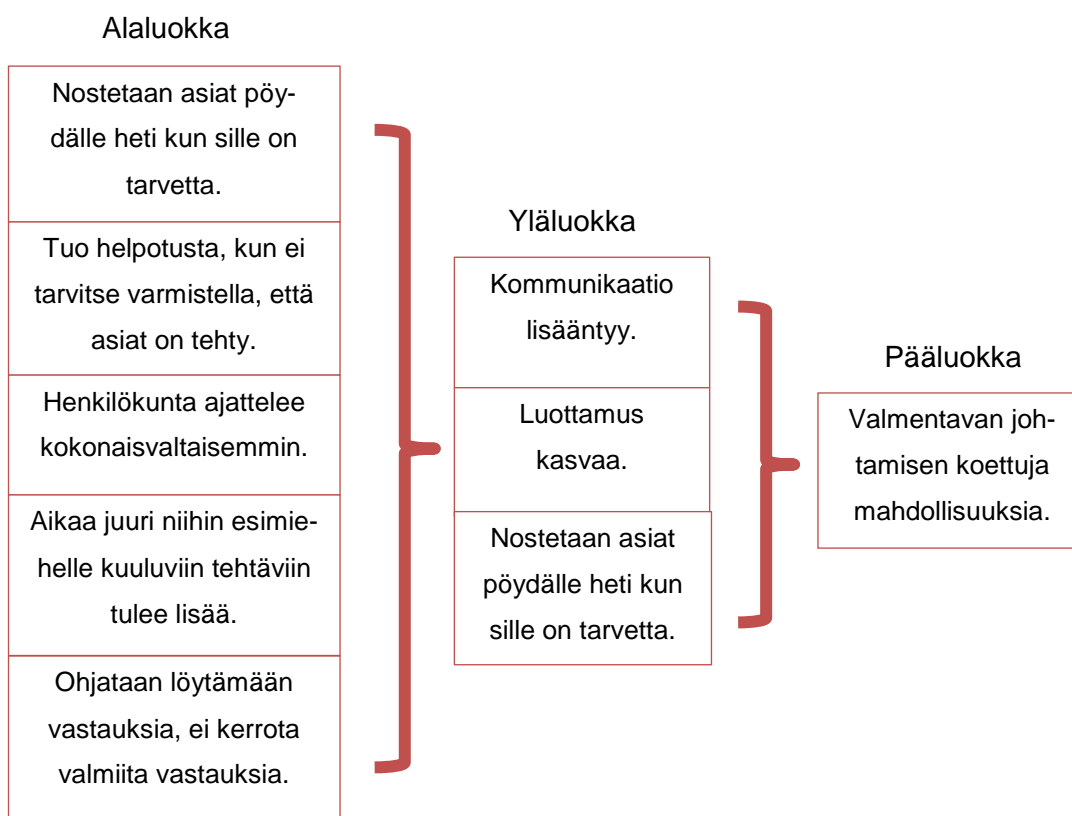 Alaluokka
Nostetaan asiat pöy-
dälle heti kun sille on
tarvetta.
Tuo helpotusta, kun ei
tarvitse varmistella, että
asiat on tehty.
Henkilökunta ajattelee
kokonaisvaltaisemmin.
Aikaa juuri niihin esimie-
helle kuuluviin tehtäviin
tulee lisää.
Ohjataan löytämään
vastauksia, ei kerrota
valmiita vastauksia.
Yläluokka
Kommunikaatio
lisääntyy.
Luottamus
kasvaa.
Nostetaan asiat
pöydälle heti kun
sille on tarvetta.
Pääluokka
Valmentavan joh-
tamisen koettuja
mahdollisuuksia.